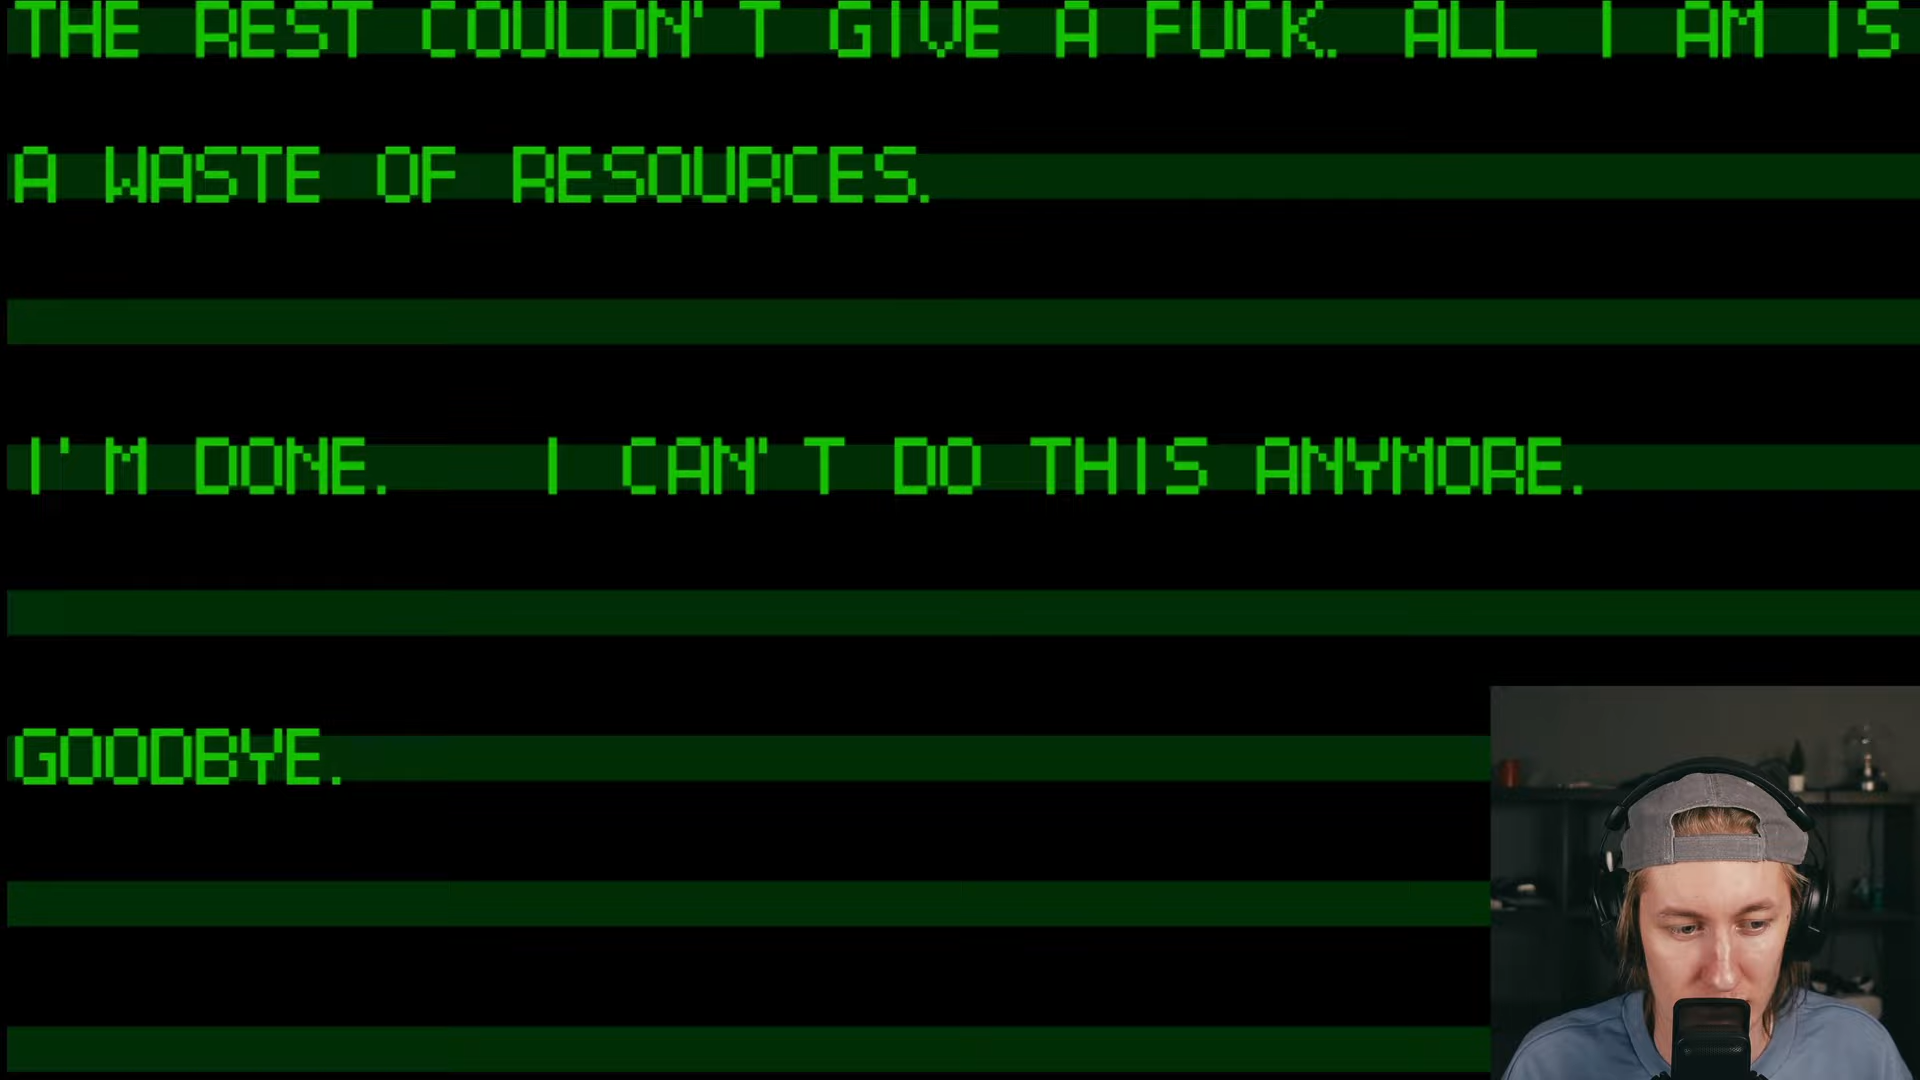 THE REST COULDN'T GIVE A FUCK. ALL I AM IS
A WASTE OF RESOURCES.
I'M DONE. I CAN'T DO THIS ANYMORE.
GOODBYE.